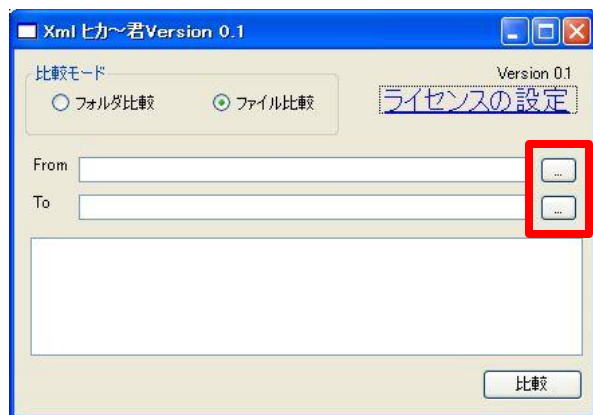 Xml ヒカ～君Version 0.1
比較モード
フォルダ比較
ファイル比較
Version 0.1
ライセンスの設定
From
...
To
...
比較